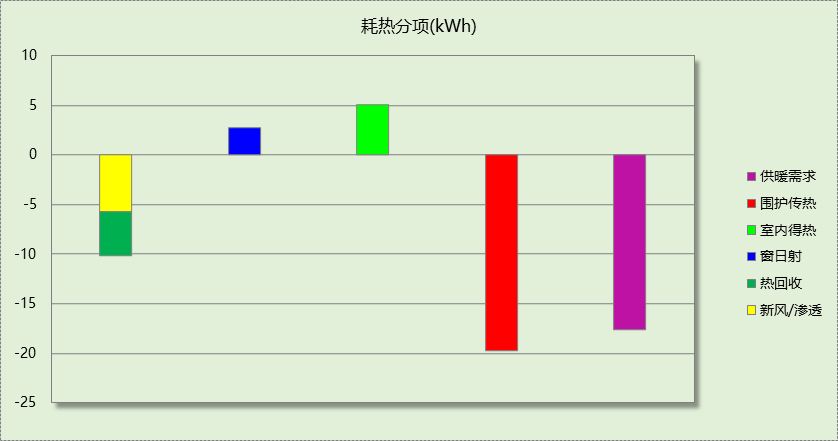 耗热分项(kWh)
10
5
0
-5
-10
-15
-20
-25
供暖需求
围护传热
室内得热
窗日射
热回收
新风/渗透